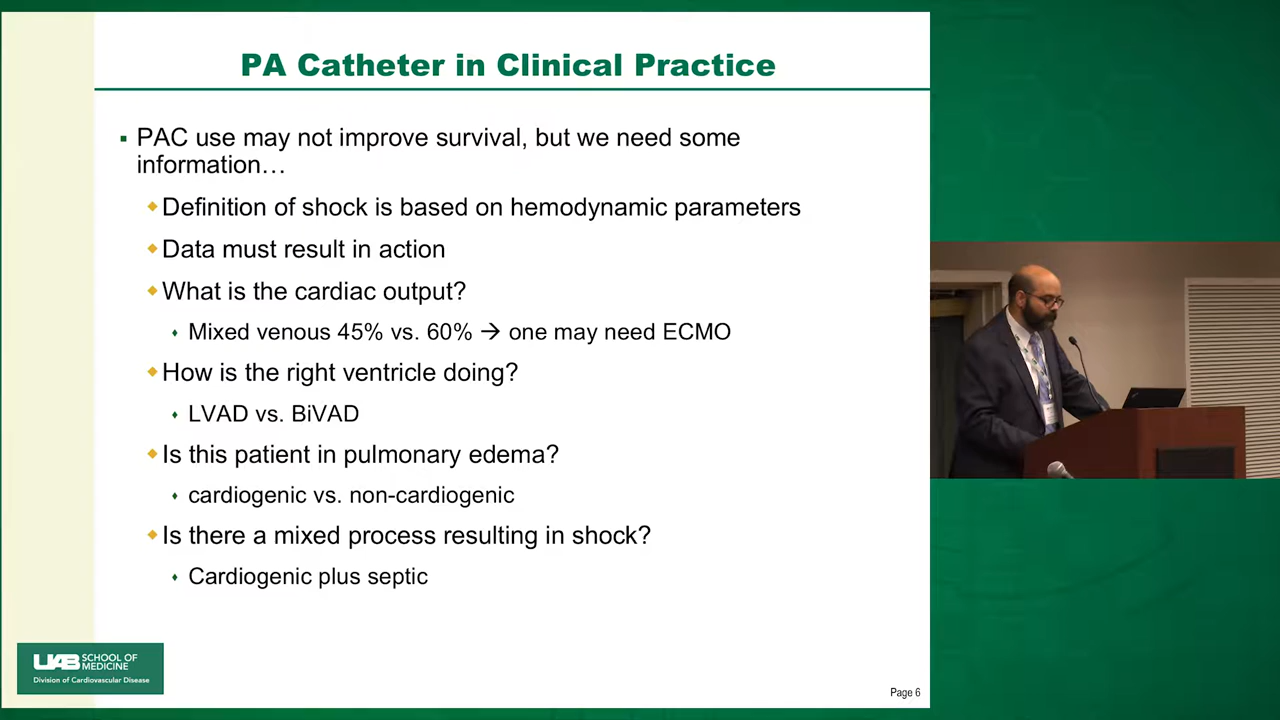 PA Catheter in Clinical Practice
▪ PAC use may not improve survival, but we need some
information…
◆Definition of shock is based on hemodynamic parameters
◆Data must result in action
◆What is the cardiac output?
♦ Mixed venous 45% vs. 60% → one may need ECMO
◆How is the right ventricle doing?
♦ LVAD vs. BiVAD
◆Is this patient in pulmonary edema?
♦ cardiogenic vs. non-cardiogenic
◆Is there a mixed process resulting in shock?
♦ Cardiogenic plus septic
UAB SCHOOL OF
MEDICINE
Division of Cardiovascular Disease
Page 6